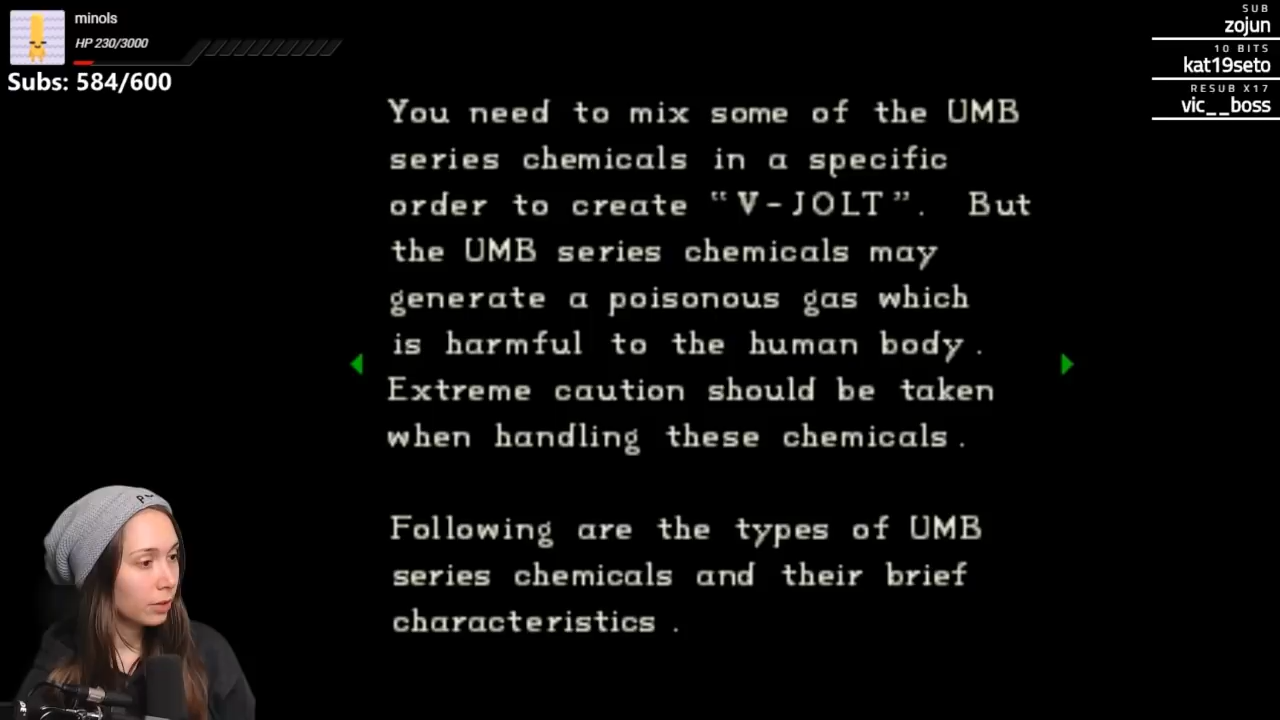 minols
HP 230/3000
Subs: 584/600
SUB
zojun
10 BITS
kat19seto
RESUB X17
vic__boss
You need to mix some of the UMB
series chemicals in a specific
order to create "V-JOLT". But
the UMB series chemicals may
generate a poisonous gas which
is harmful to the human body.
Extreme caution should be taken
when handling these chemicals.
Following are the types of UMB
series chemicals and their brief
characteristics.